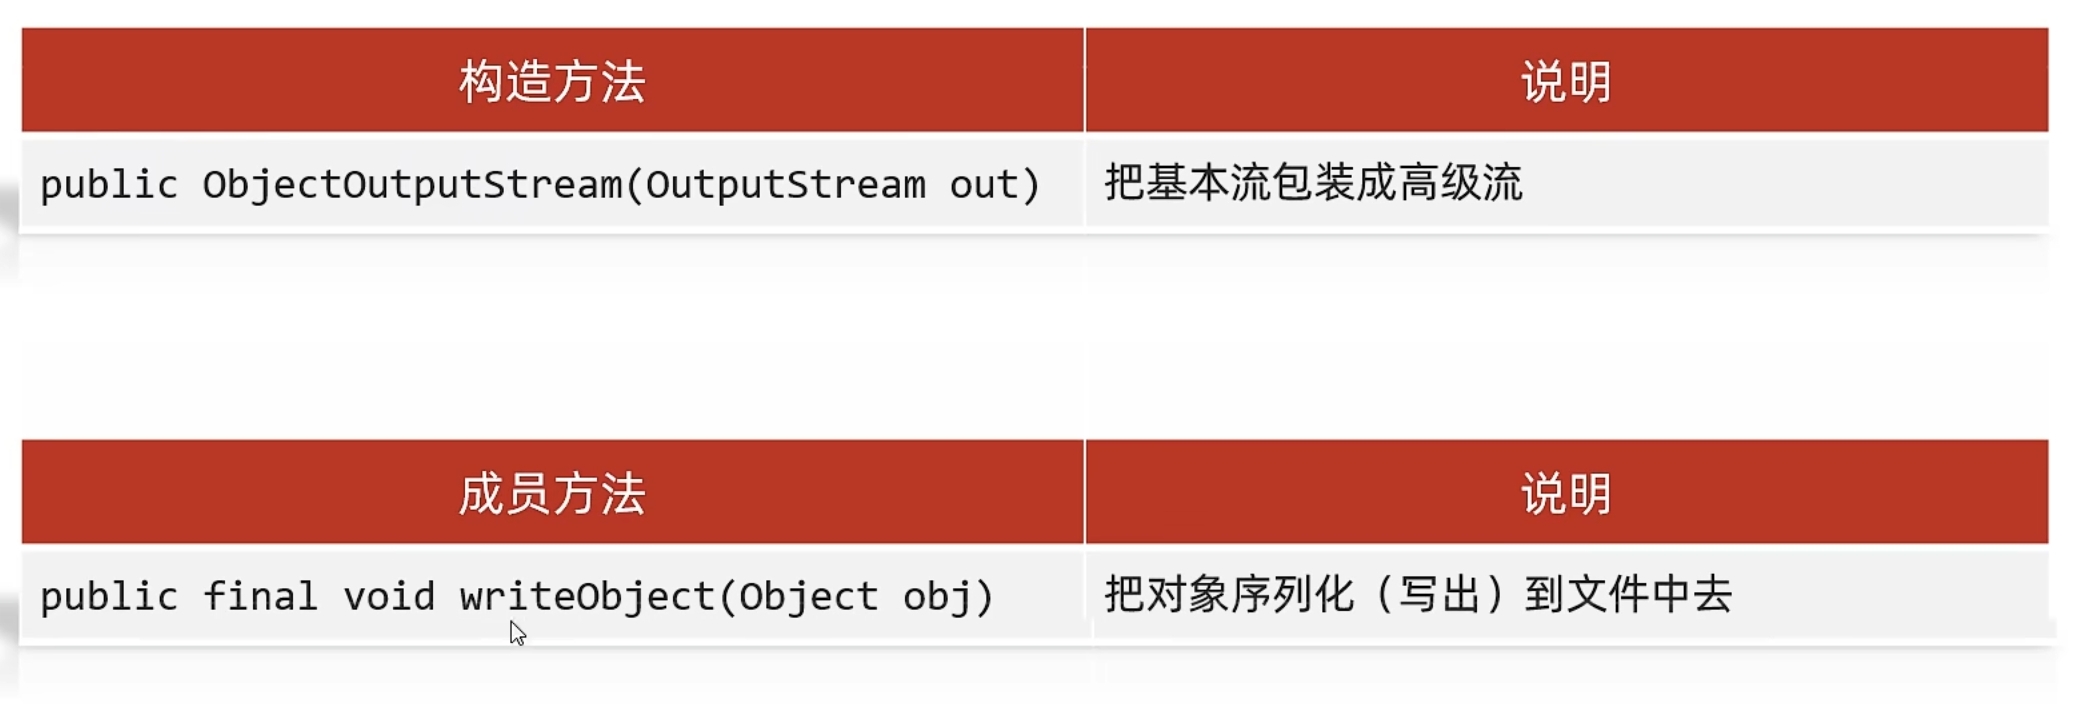 构造方法 说明
public ObjectOutputStream(OutputStream out) 把基本流包装成高级流
成员方法 说明
public final void writeObject(Object obj) 把对象序列化（写出）到文件中去